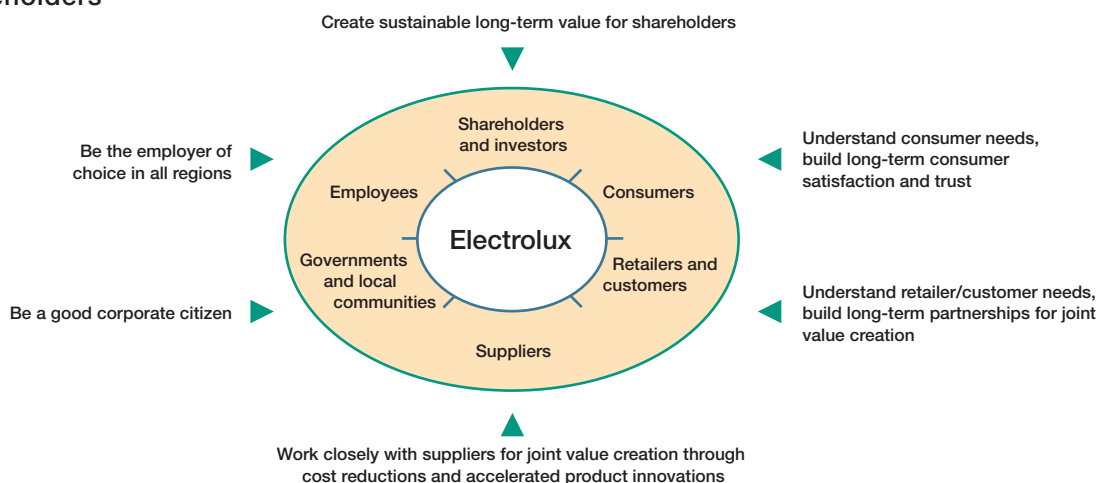 Create sustainable long-term value for shareholders
Shareholders
and investors
Be the employer of
choice in all regions
Understand consumer needs,
build long-term consumer
satisfaction and trust
Employees
Consumers
Electrolux
Governments
and local
communities
Retailers and
customers
Be a good corporate citizen
Understand retailer/customer needs,
build long-term partnerships for joint
value creation
Suppliers
Work closely with suppliers for joint value creation through
cost reductions and accelerated product innovations